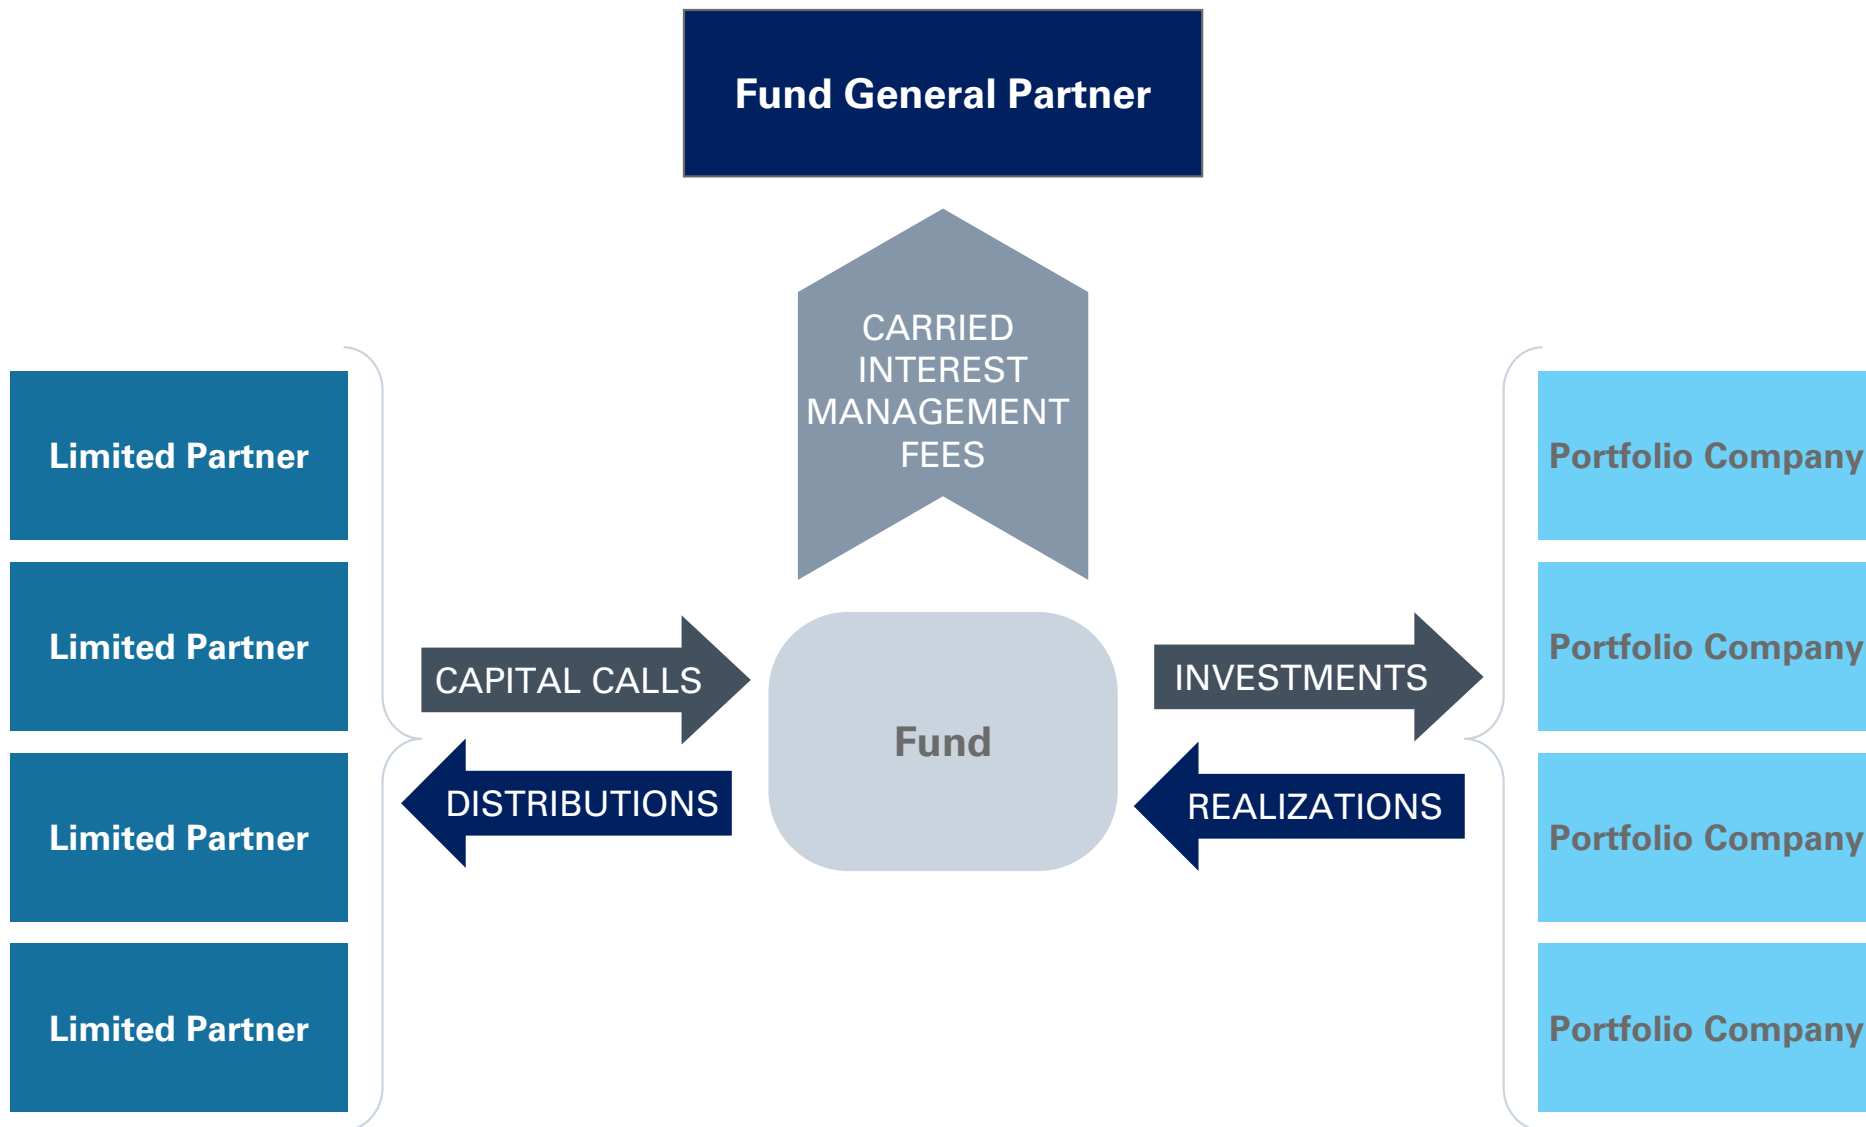 Fund General Partner
CARRIED
INTEREST
MANAGEMENT
FEES
Limited Partner
Limited Partner
Limited Partner
Limited Partner
CAPITAL CALLS
DISTRIBUTIONS
Fund
INVESTMENTS
REALIZATIONS
Portfolio Company
Portfolio Company
Portfolio Company
Portfolio Company